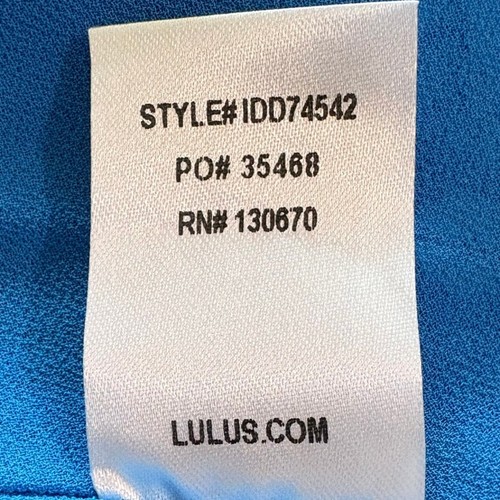 STYLE# IDD74542
PO# 35468
RN# 130670
LULUS.COM